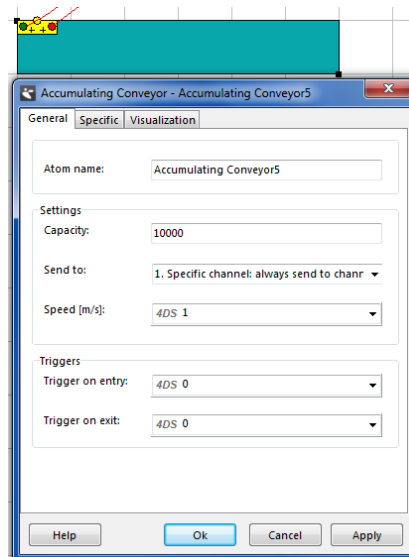 Accumulating Conveyor - Accumulating Conveyor5
General Specific Visualization
Atom name: Accumulating Conveyor5
Settings
Capacity: 10000
Send to: 1. Specific channel: always send to chanr
Speed [m/s]: 4DS 1
Triggers
Trigger on entry: 4DS 0
Trigger on exit: 4DS 0
Help Ok Cancel Apply